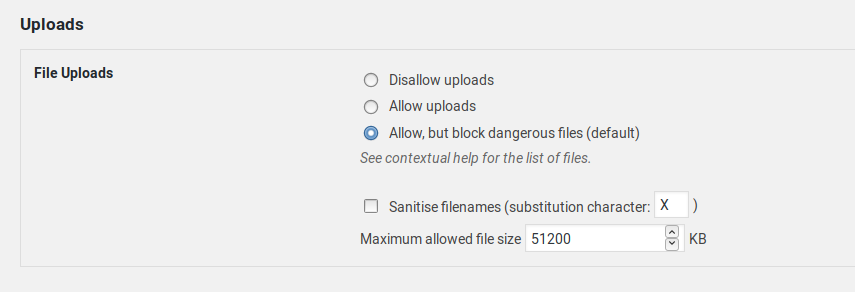 Uploads
File Uploads
Disallow uploads
Allow uploads
Allow, but block dangerous files (default)
See contextual help for the list of files.
Sanitise filenames (substitution character: X )
Maximum allowed file size 51200 KB